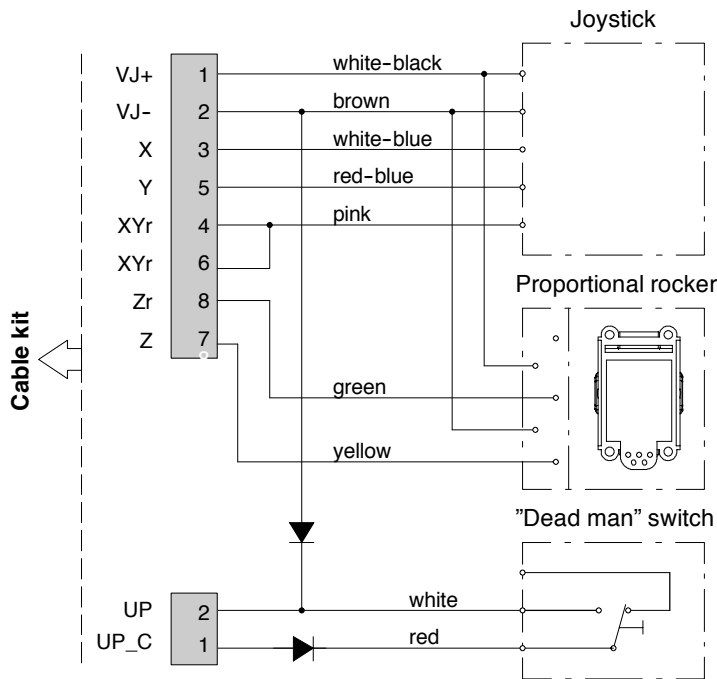 Joystick
VJ+ 1 white-black
VJ- 2 brown
X 3 white-blue
Y 5 red-blue
XYr 4 pink
XYr 6
Proportional rocker
Zr 8
Z 7
Cable kit
green
yellow
”Dead man” switch
UP 2 white
UP_C 1 red